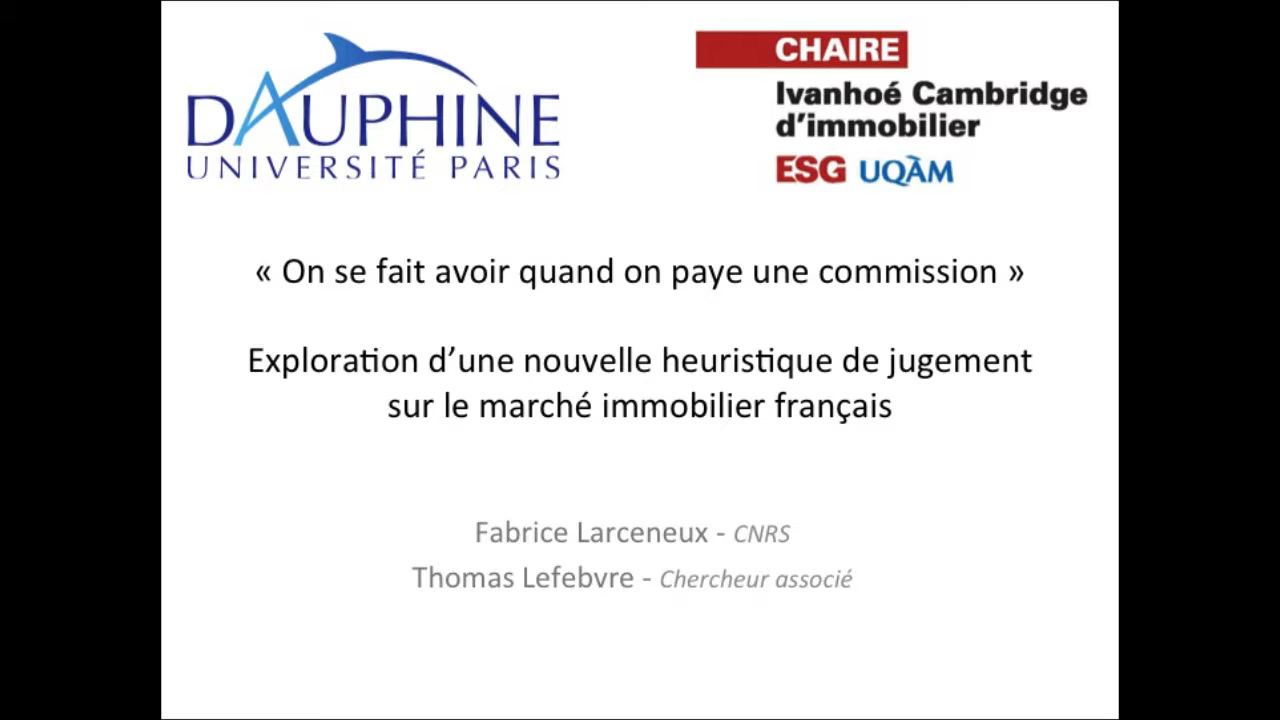 DAUPHINE
UNIVERSITÉ PARIS
CHAIRE
Ivanhoé Cambridge
d’immobilier
ESG UQÀM
« On se fait avoir quand on paye une commission »
Exploration d’une nouvelle heuristique de jugement
sur le marché immobilier français
Fabrice Larceneux - CNRS
Thomas Lefebvre - Chercheur associé